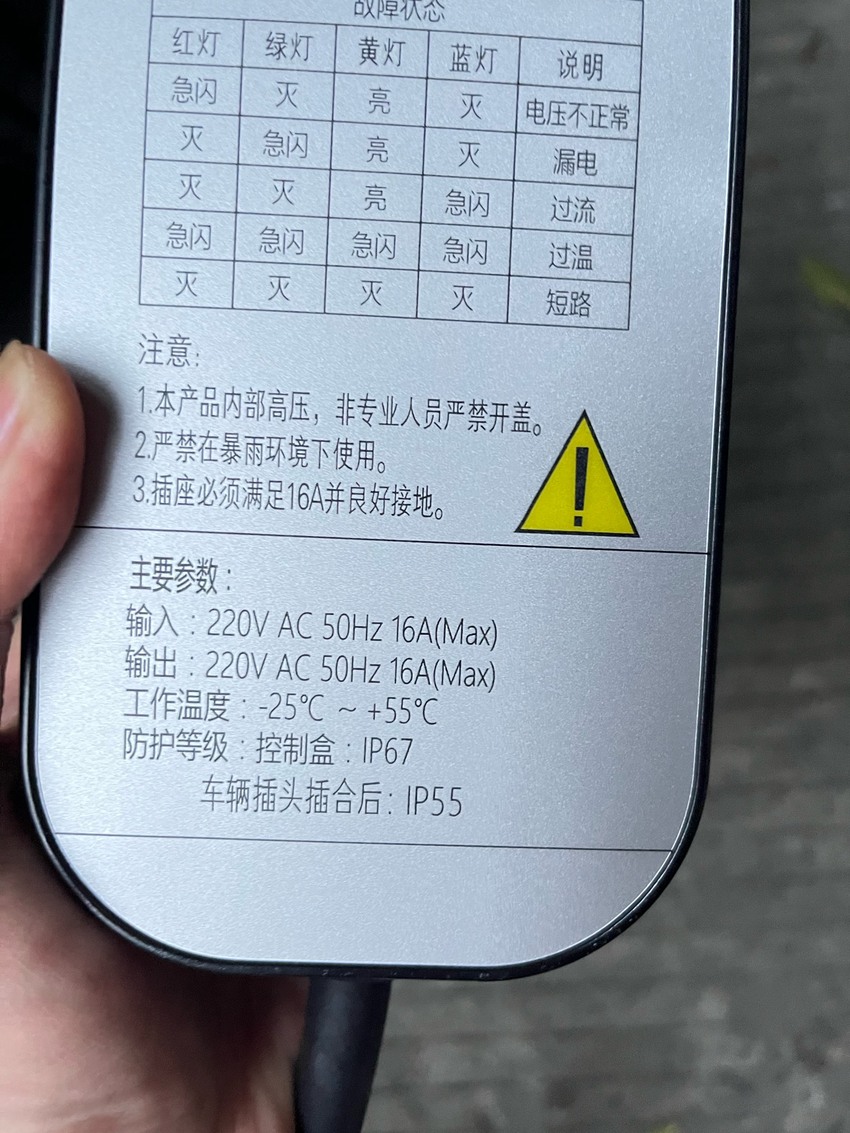 故障状态
红灯 绿灯 黄灯 蓝灯 说明
急闪 灭 亮 灭 电压不正常
灭 急闪 亮 灭 漏电
灭 灭 亮 急闪 过流
急闪 急闪 急闪 急闪 过温
灭 灭 灭 灭 短路
注意：
1.本产品内部高压，非专业人员严禁开盖。
2.严禁在暴雨环境下使用。
3.插座必须满足16A并良好接地。
!
主要参数：
输入：220V AC 50Hz 16A(Max)
输出：220V AC 50Hz 16A(Max)
工作温度：-25℃ ~ +55℃
防护等级：控制盒：IP67
车辆插头插合后：IP55